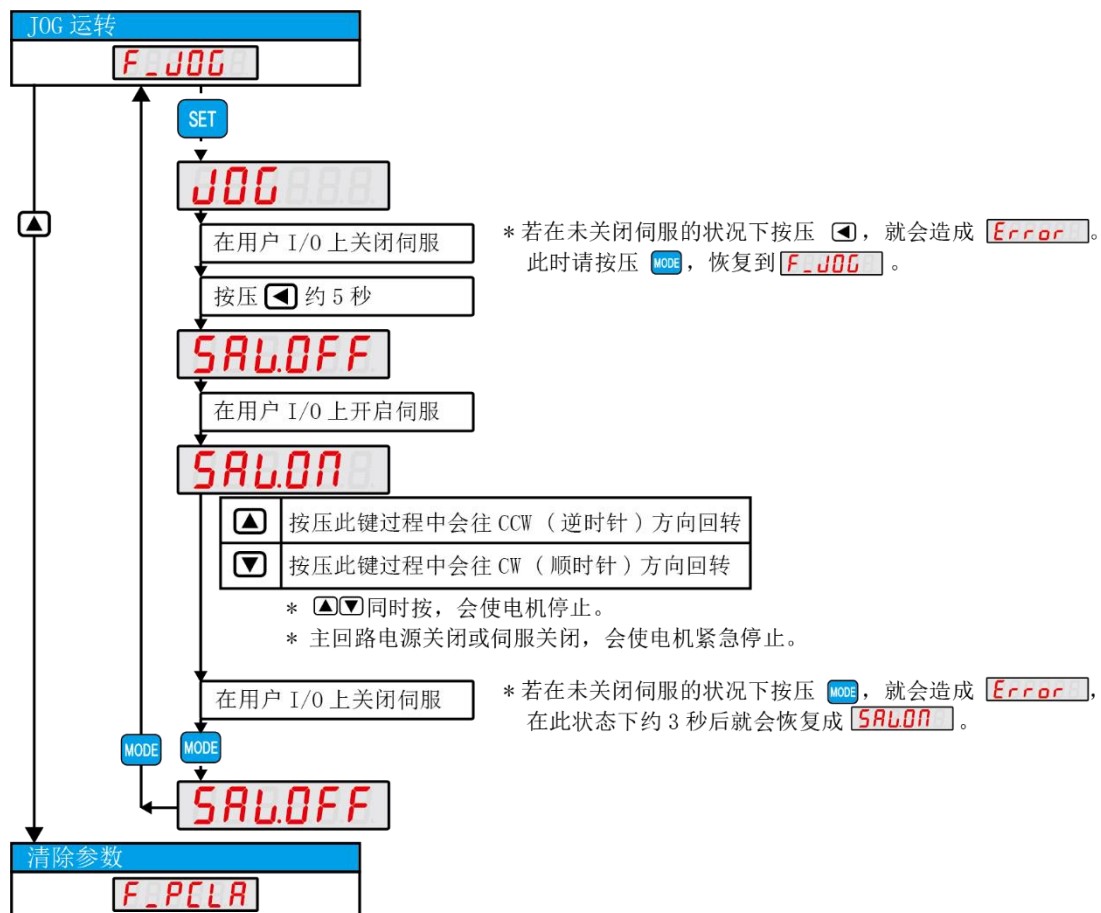 JOG 运转
F_JOG
SET
JOG
在用户 I/O 上关闭伺服
*若在未关闭伺服的状况下按压 ◀, 就会造成 Error 。
此时请按压 MODE, 恢复到 F_JOG 。
按压 ◀ 约 5 秒
SAV.OFF
在用户 I/O 上开启伺服
SAV.ON
▲ 按压此键过程中会往 CCW (逆时针) 方向回转
▼ 按压此键过程中会往 CW (顺时针) 方向回转
* ▲▼同时按, 会使电机停止。
* 主回路电源关闭或伺服关闭, 会使电机紧急停止。
在用户 I/O 上关闭伺服
*若在未关闭伺服的状况下按压 MODE, 就会造成 Error ,
在此状态下约 3 秒后就会恢复成 SAV.ON 。
MODE MODE
SAV.OFF
清除参数
F_PCLA